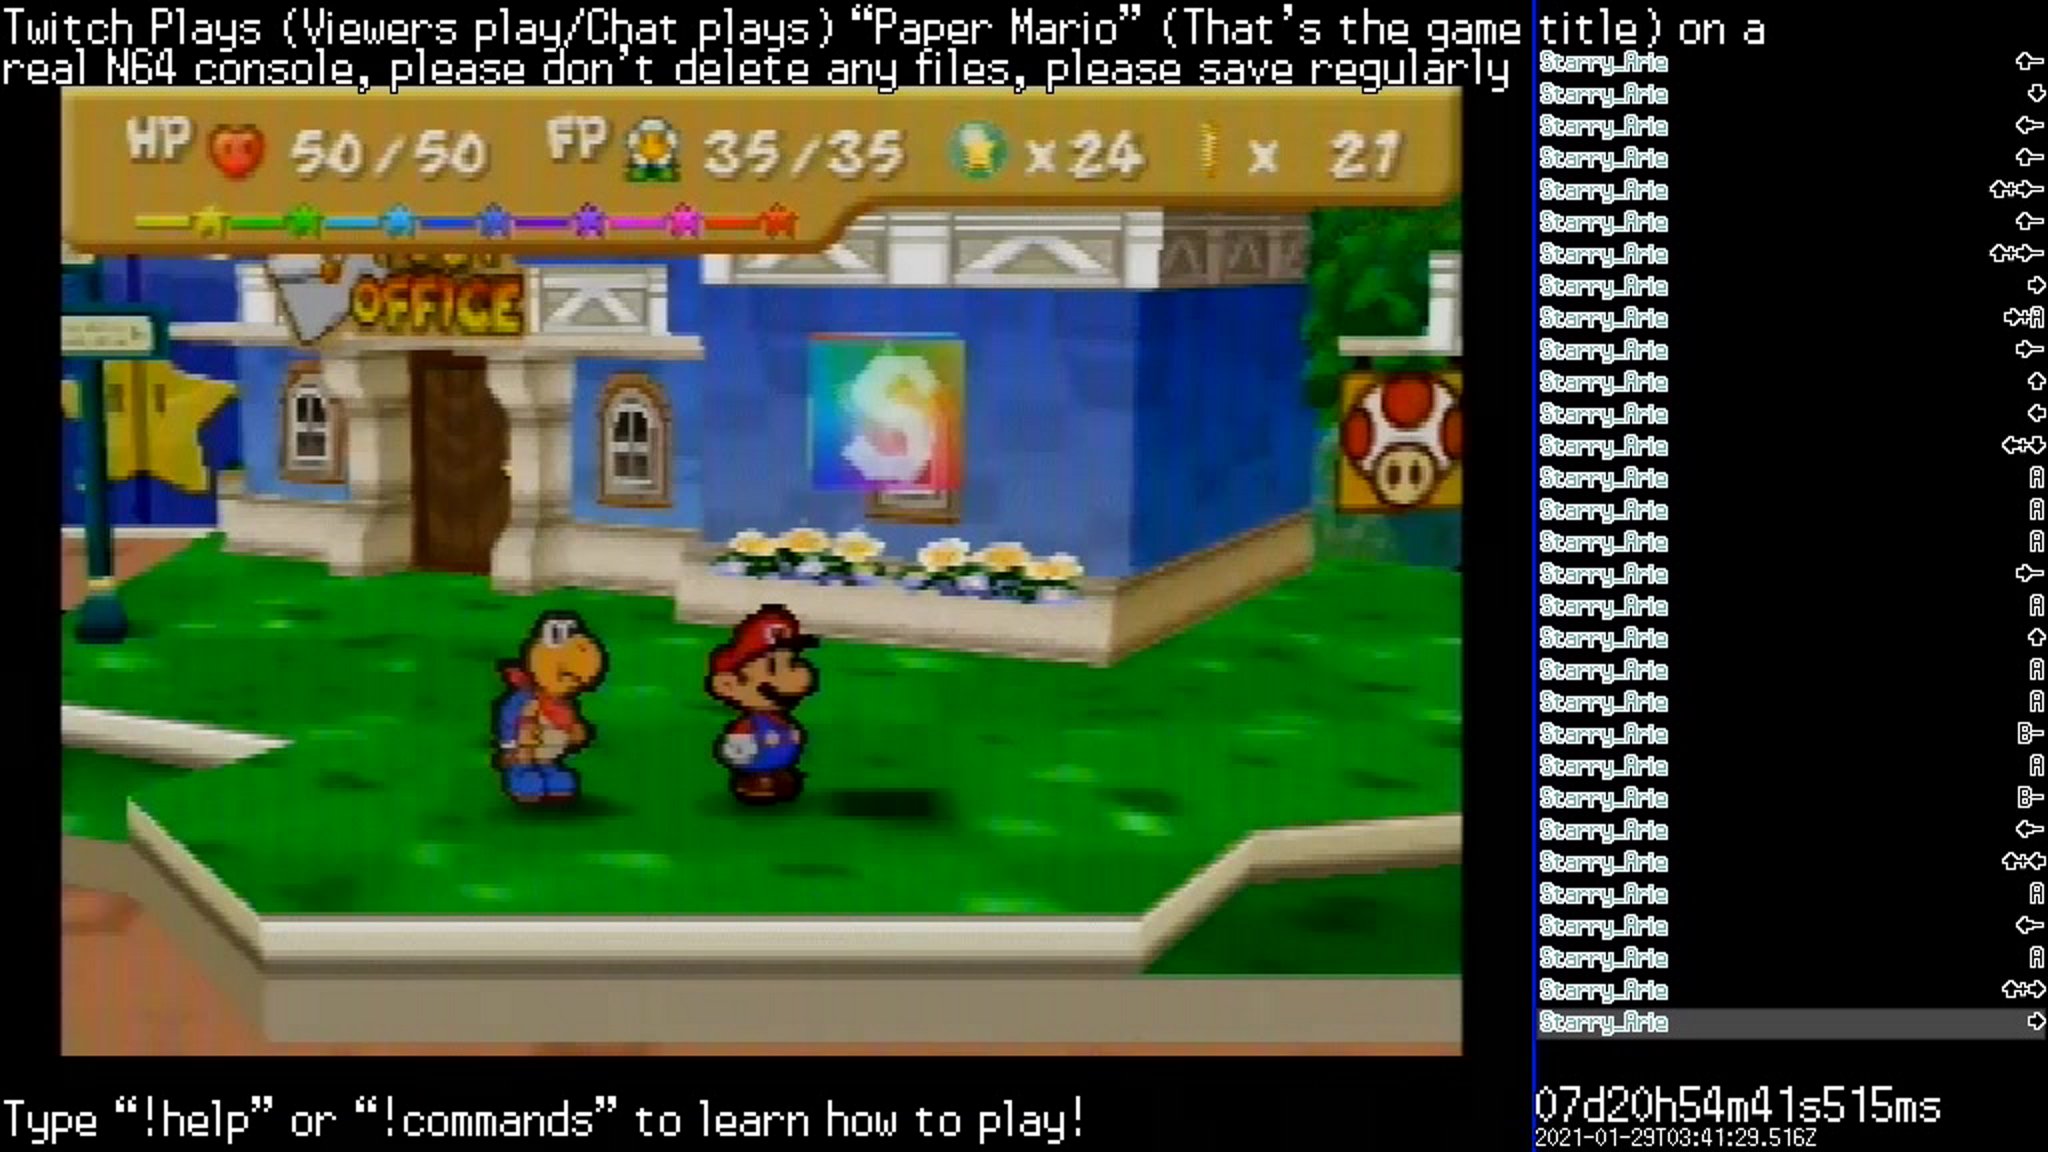 Twitch Plays (Viewers play/Chat plays) “Paper Mario” (That's the game title) on a
real N64 console, please don't delete any files, please save regularly
HP 50/50 FP 35/35 x24 x 21
OFFICE
S
Starry_Arie
Starry_Arie
Starry_Arie
Starry_Arie
Starry_Arie +
Starry_Arie
Starry_Arie +
Starry_Arie
Starry_Arie +A
Starry_Arie
Starry_Arie
Starry_Arie
Starry_Arie +
Starry_Arie A
Starry_Arie A
Starry_Arie A
Starry_Arie
Starry_Arie A
Starry_Arie
Starry_Arie A
Starry_Arie A
Starry_Arie B-
Starry_Arie A
Starry_Arie B-
Starry_Arie
Starry_Arie +
Starry_Arie A
Starry_Arie
Starry_Arie A
Starry_Arie +
Starry_Arie
Type “!help” or “!commands” to learn how to play!
07d20h54m41s515ms
2021-01-29T03:41:29.516Z